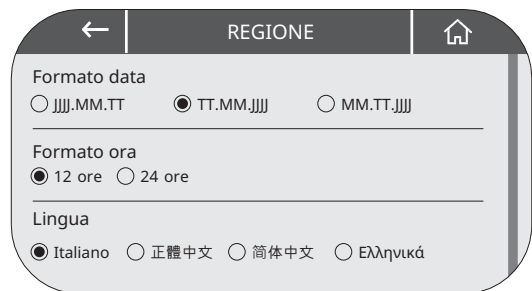 REGIONE
Formato data
JJJJ.MM.TT TT.MM.JJJJ MM.TT.JJJJ
Formato ora
12 ore 24 ore
Lingua
Italiano 正體中文 简体中文 Ελληνικά